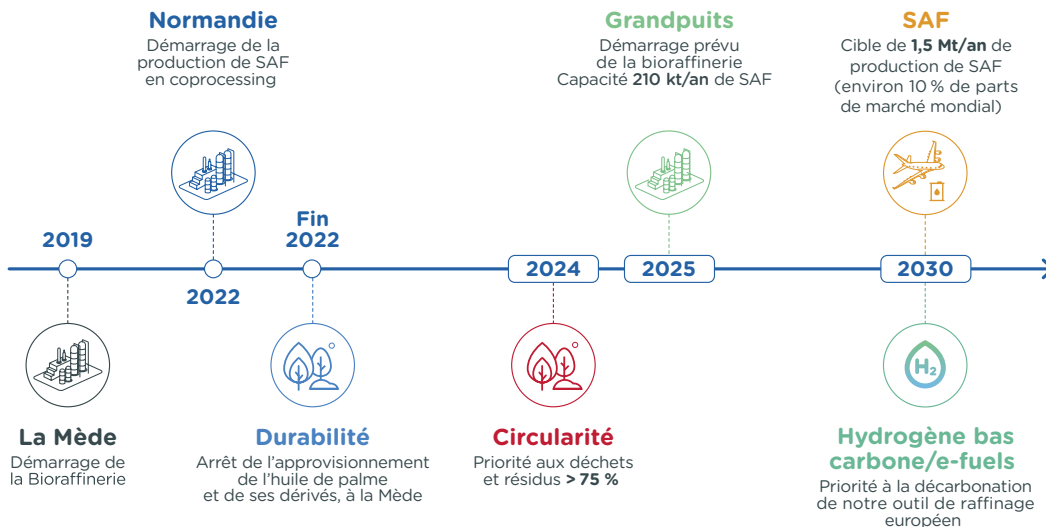 Normandie
Démarrage de la
production de SAF
en coprocessing
Grandpuits
Démarrage prévu
de la bioraffinerie
Capacité 210 kt/an de SAF
SAF
Cible de 1,5 Mt/an de
production de SAF
(environ 10 % de parts
de marché mondial)
2019
2022
Fin
2022
2024
2025
2030
La Mède
Démarrage de
la Bioraffinerie
Durabilité
Arrêt de l'approvisionnement
de l'huile de palme
et de ses dérivés, à la Mède
Circularité
Priorité aux déchets
et résidus > 75 %
H₂
Hydrogène bas
carbone/e-fuels
Priorité à la décarbonation
de notre outil de raffinage
européen